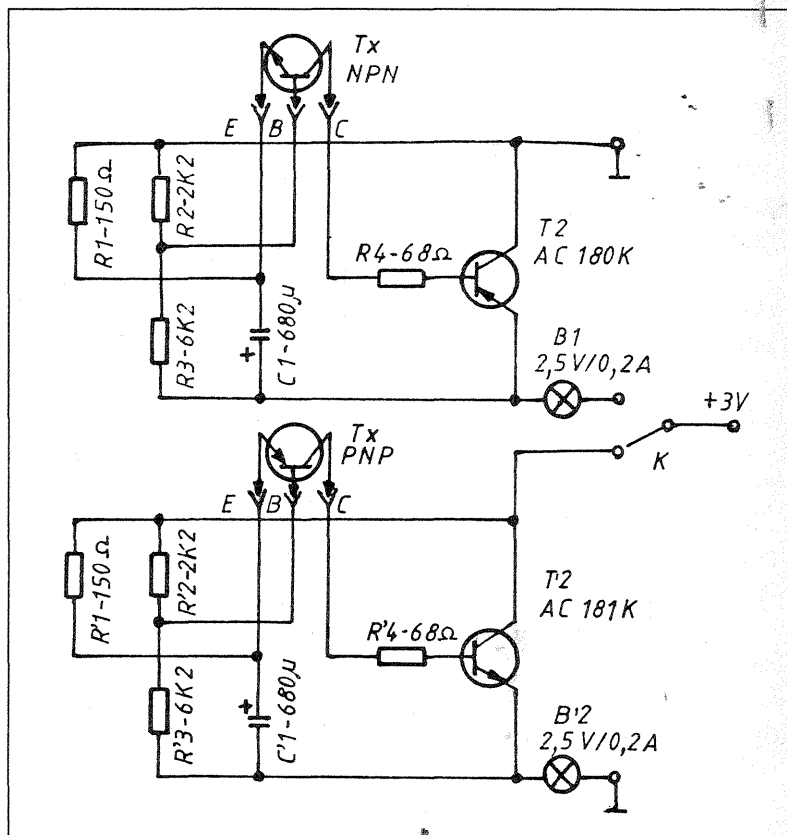 Tx
NPN
E B C
R1-150Ω
R2-2K2
R3-6K2
C1-680µ
+
R4-68Ω
T2
AC 180K
B1
2,5V/0,2A
+3V
K
Tx
PNP
E B C
R'1-150Ω
R'2-2K2
R'3-6K2
C'1-680µ
+
R'4-68Ω
T'2
AC 181K
B'2
2,5V/0,2A